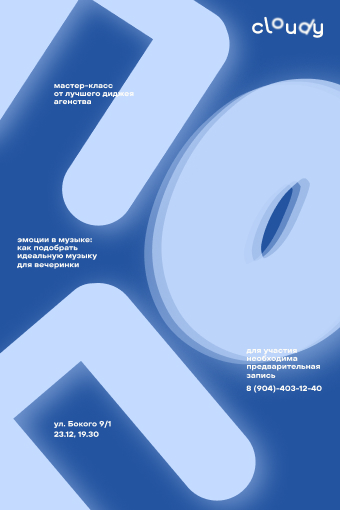 cloudy
мастер-класс
от лучшего диджея
агенства
эмоции в музыке:
как подобрать
идеальную музыку
для вечеринки
для участия
необходима
предварительная
запись
8 (904)-403-12-40
ул. Бокого 9/1
23.12, 19.30